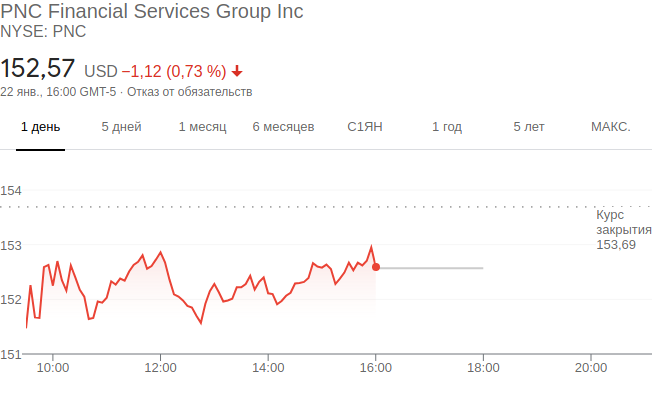 PNC Financial Services Group Inc
NYSE: PNC
152,57 USD −1,12 (0,73 %)
22 янв., 16:00 GMT-5 · Отказ от обязательств
1 день 5 дней 1 месяц 6 месяцев С1ЯН 1 год 5 лет МАКС.
154
Курс
закрытия
153,69
153
152
151
10:00 12:00 14:00 16:00 18:00 20:00